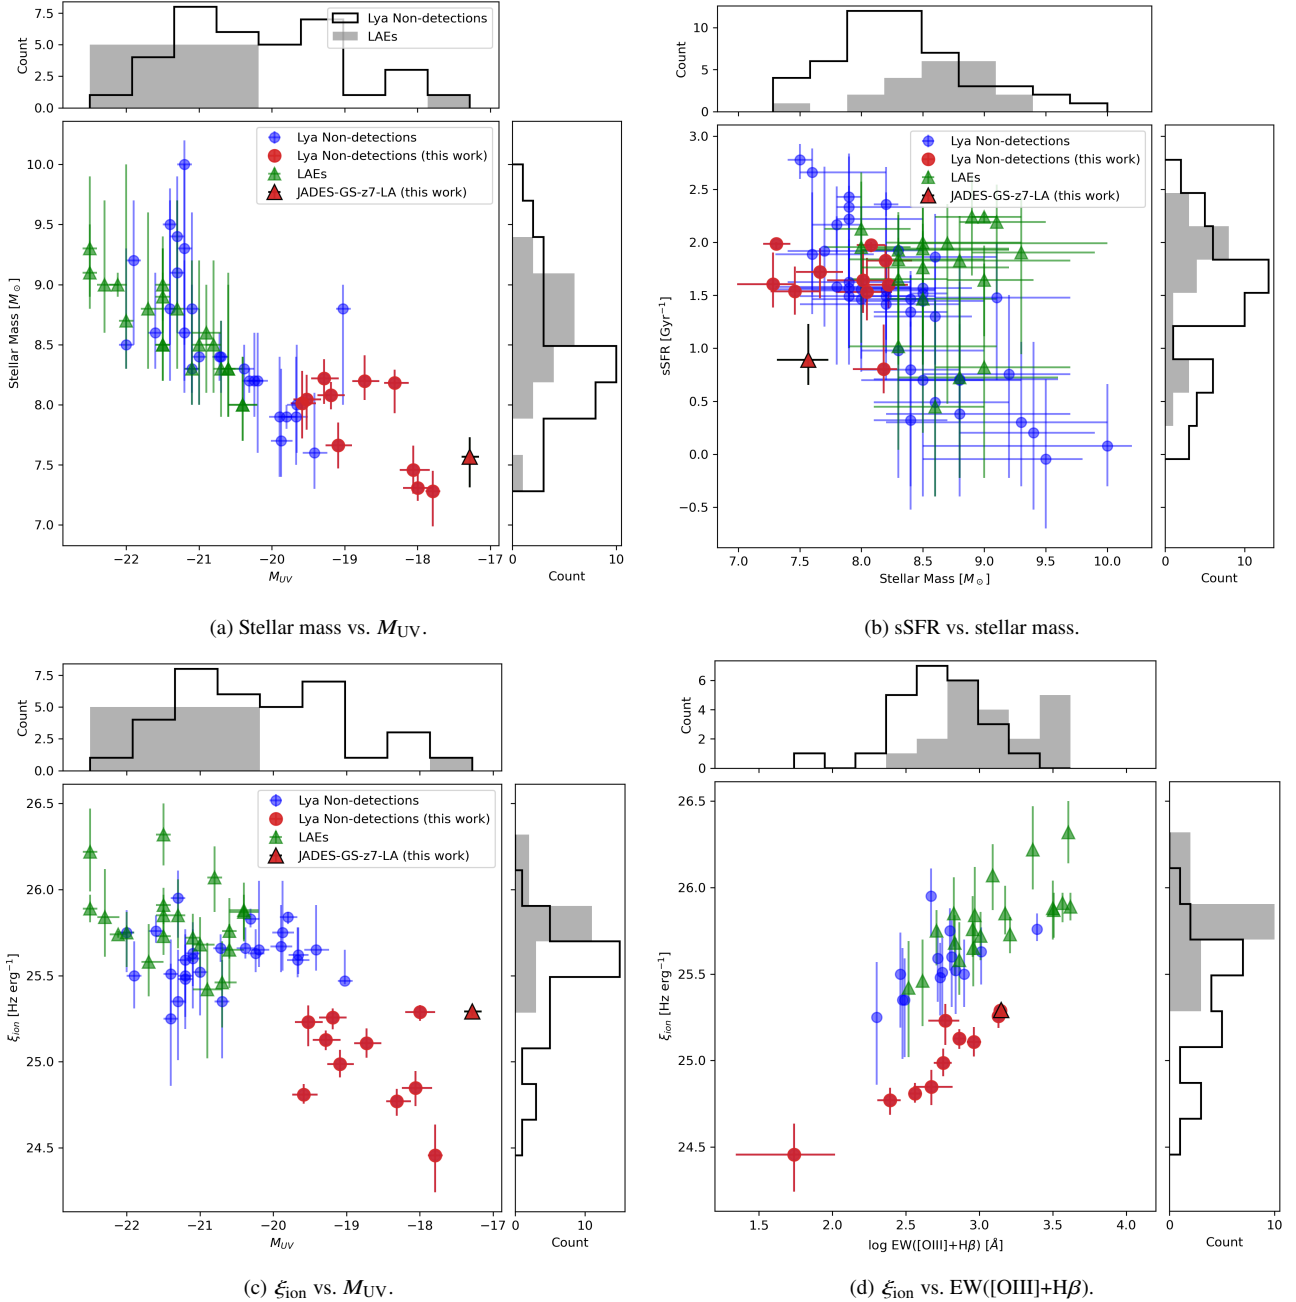 7.5
5.0
2.5
0.0
Count
Lya Non-detections
LAEs
10.0
9.5
9.0
8.5
8.0
7.5
7.0
Stellar Mass [M⊙]
Lya Non-detections
Lya Non-detections (this work)
LAEs
JADES-GS-z7-LA (this work)
−22 −21 −20 −19 −18 −17
M_UV
0 10
Count
(a) Stellar mass vs. M_UV.
10
5
0
Count
3.0
2.5
2.0
1.5
1.0
0.5
0.0
−0.5
sSFR [Gyr⁻¹]
Lya Non-detections
Lya Non-detections (this work)
LAEs
JADES-GS-z7-LA (this work)
7.0 7.5 8.0 8.5 9.0 9.5 10.0
Stellar Mass [M⊙]
0 10
Count
(b) sSFR vs. stellar mass.
7.5
5.0
2.5
0.0
Count
26.5
26.0
25.5
25.0
24.5
ξ_ion [Hz erg⁻¹]
Lya Non-detections
Lya Non-detections (this work)
LAEs
JADES-GS-z7-LA (this work)
−22 −21 −20 −19 −18 −17
M_UV
0 10
Count
(c) ξ_ion vs. M_UV.
6
4
2
0
Count
26.5
26.0
25.5
25.0
24.5
ξ_ion [Hz erg⁻¹]
1.5 2.0 2.5 3.0 3.5 4.0
log EW([OIII]+Hβ) [Å]
0 10
Count
(d) ξ_ion vs. EW([OIII]+Hβ).